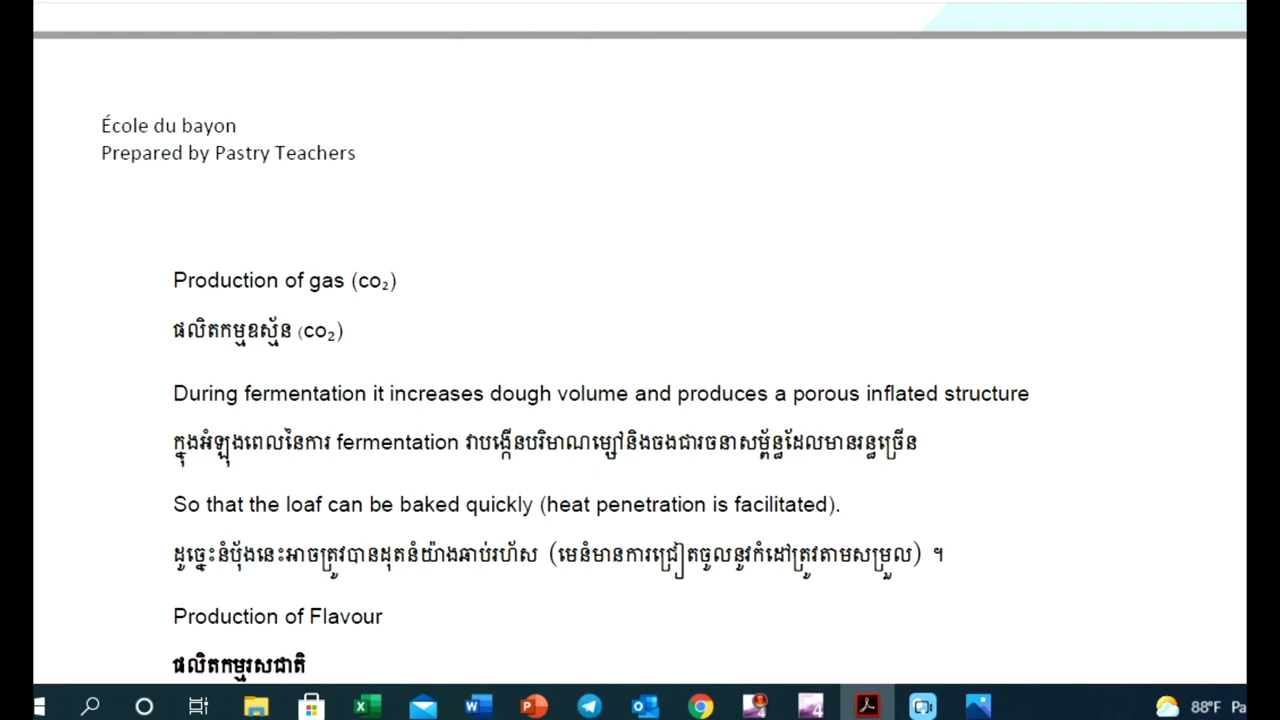 École du bayon
Prepared by Pastry Teachers
Production of gas (co₂)
ផលិតកម្មឧស្ម័ន (co₂)
During fermentation it increases dough volume and produces a porous inflated structure
ក្នុងអំឡុងពេលនៃការ fermentation វាបង្កើនបរិមាណម្សៅនិងចងជារចនាសម្ព័ន្ធដែលមានរន្ធច្រើន
So that the loaf can be baked quickly (heat penetration is facilitated).
ដូច្នេះនំប៉័ងនេះអាចត្រូវបានដុតនំយ៉ាងឆាប់រហ័ស (មេនំមានការជ្រៀតចូលនូវកំដៅត្រូវតាមសម្រួល) ។
Production of Flavour
ផលិតកម្មរសជាតិ
88°F Pa